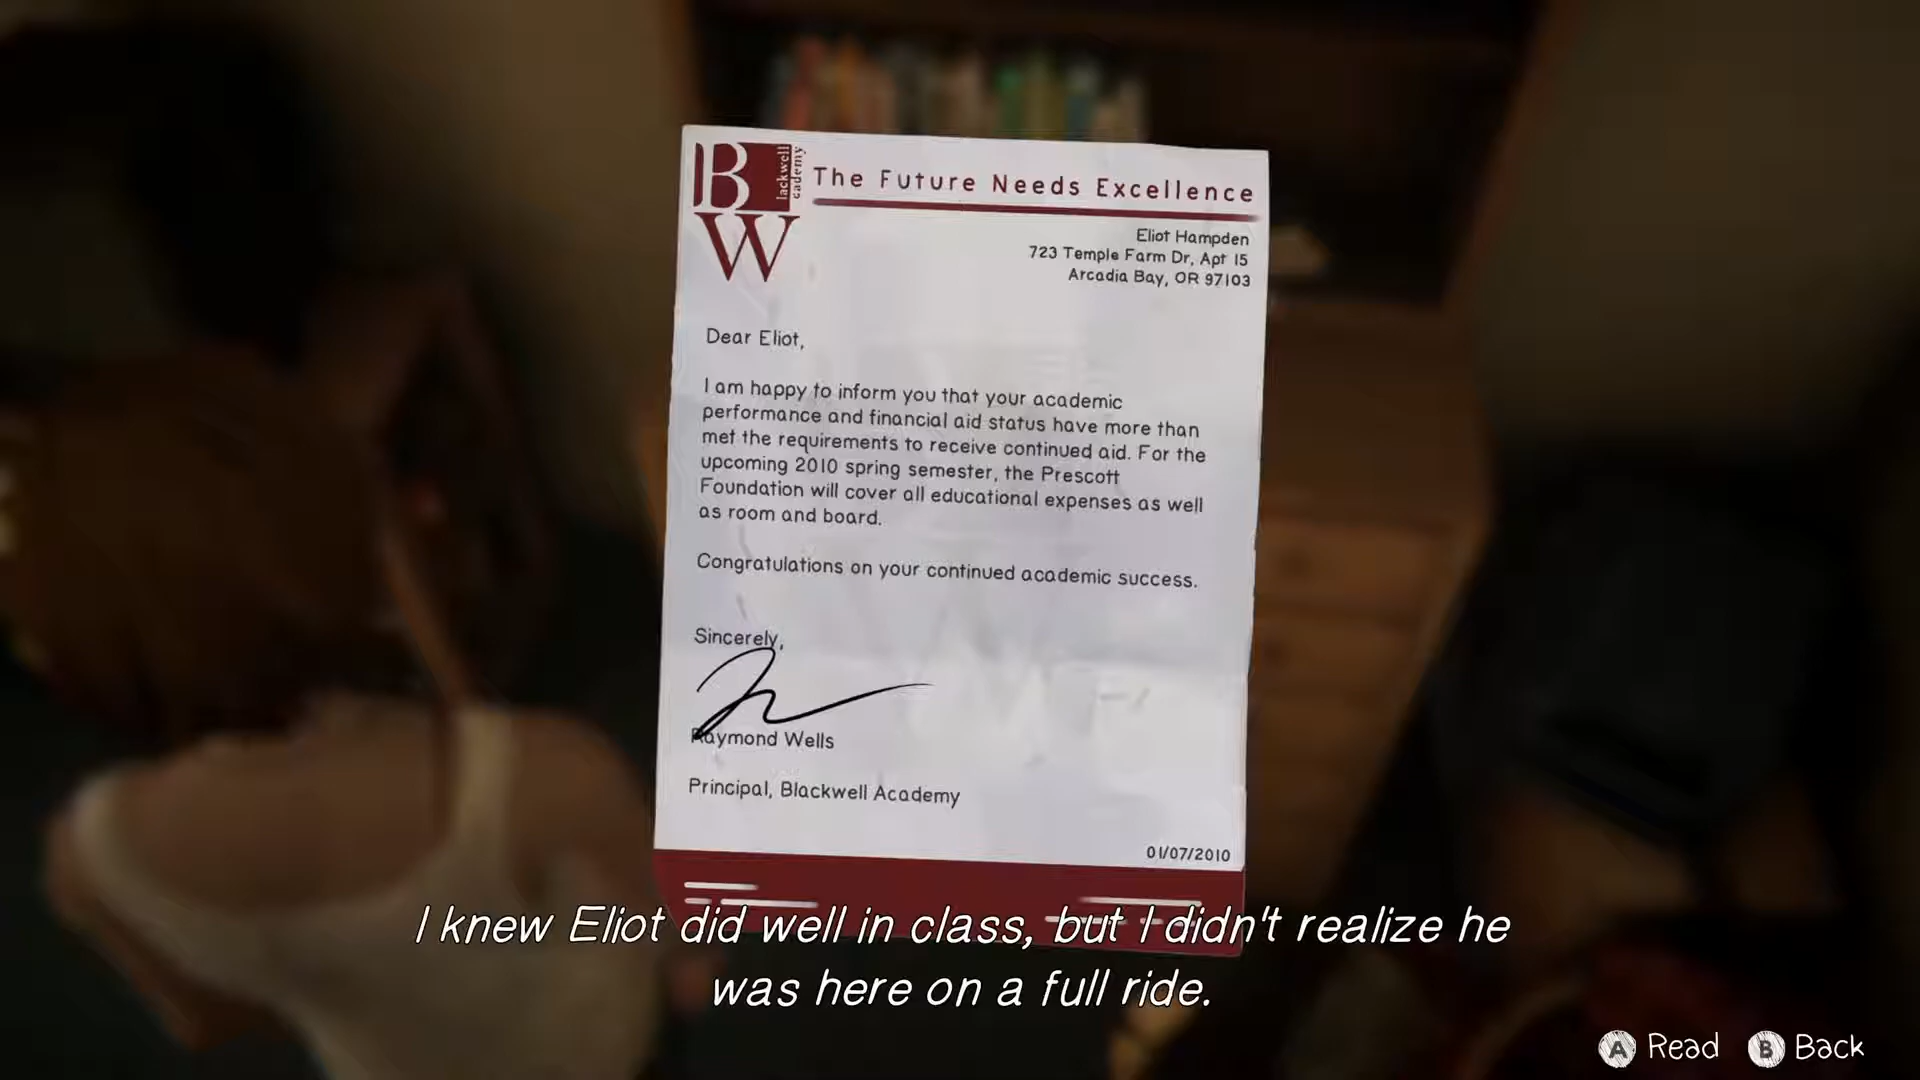 B
lackwell
cademy
W
The Future Needs Excellence
Eliot Hampden
723 Temple Farm Dr, Apt 15
Arcadia Bay, OR 97103
Dear Eliot,
I am happy to inform you that your academic
performance and financial aid status have more than
met the requirements to receive continued aid. For the
upcoming 2010 spring semester, the Prescott
Foundation will cover all educational expenses as well
as room and board.
Congratulations on your continued academic success.
Sincerely,
Raymond Wells
Principal, Blackwell Academy
01/07/2010
I knew Eliot did well in class, but I didn't realize he
was here on a full ride.
A Read B Back